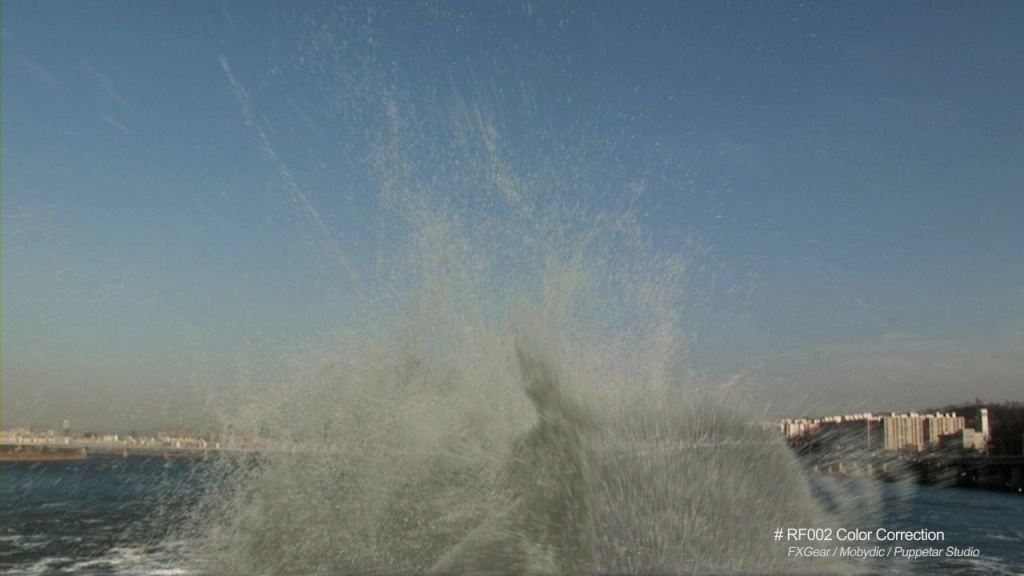 # RF002 Color Correction
FXGear / Mobydic / Puppetar Studio